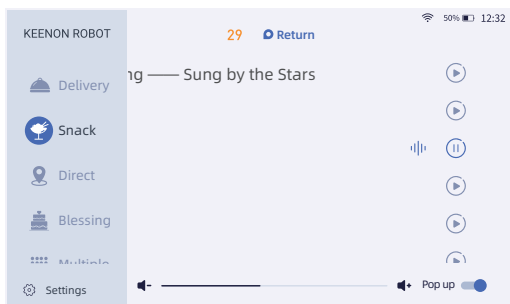 50% 12:32
KEENON ROBOT
29 Return
ng —— Sung by the Stars
Delivery
Snack
Direct
Blessing
Multiple
Settings
Pop up